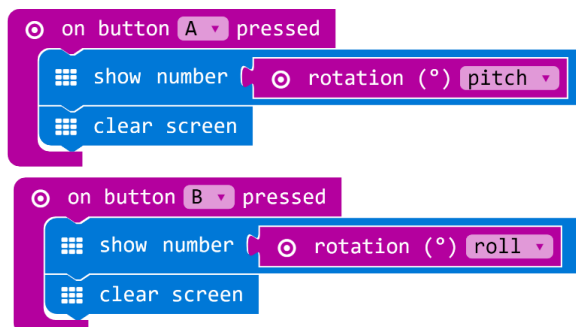 on button A pressed
show number rotation (°) pitch
clear screen
on button B pressed
show number rotation (°) roll
clear screen